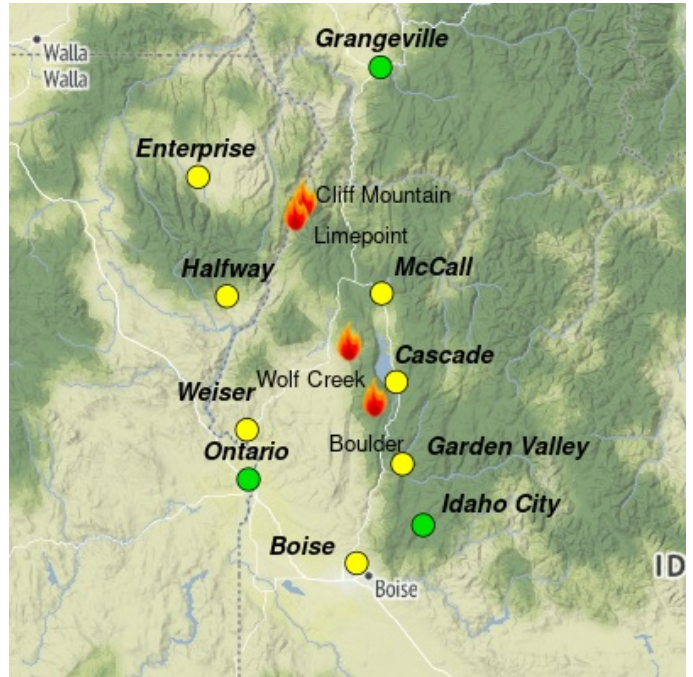 Grangeville
Walla
Walla
Enterprise
Cliff Mountain
Limepoint
Halfway
McCall
Cascade
Wolf Creek
Weiser
Boulder
Garden Valley
Ontario
Idaho City
Boise
ID
Boise